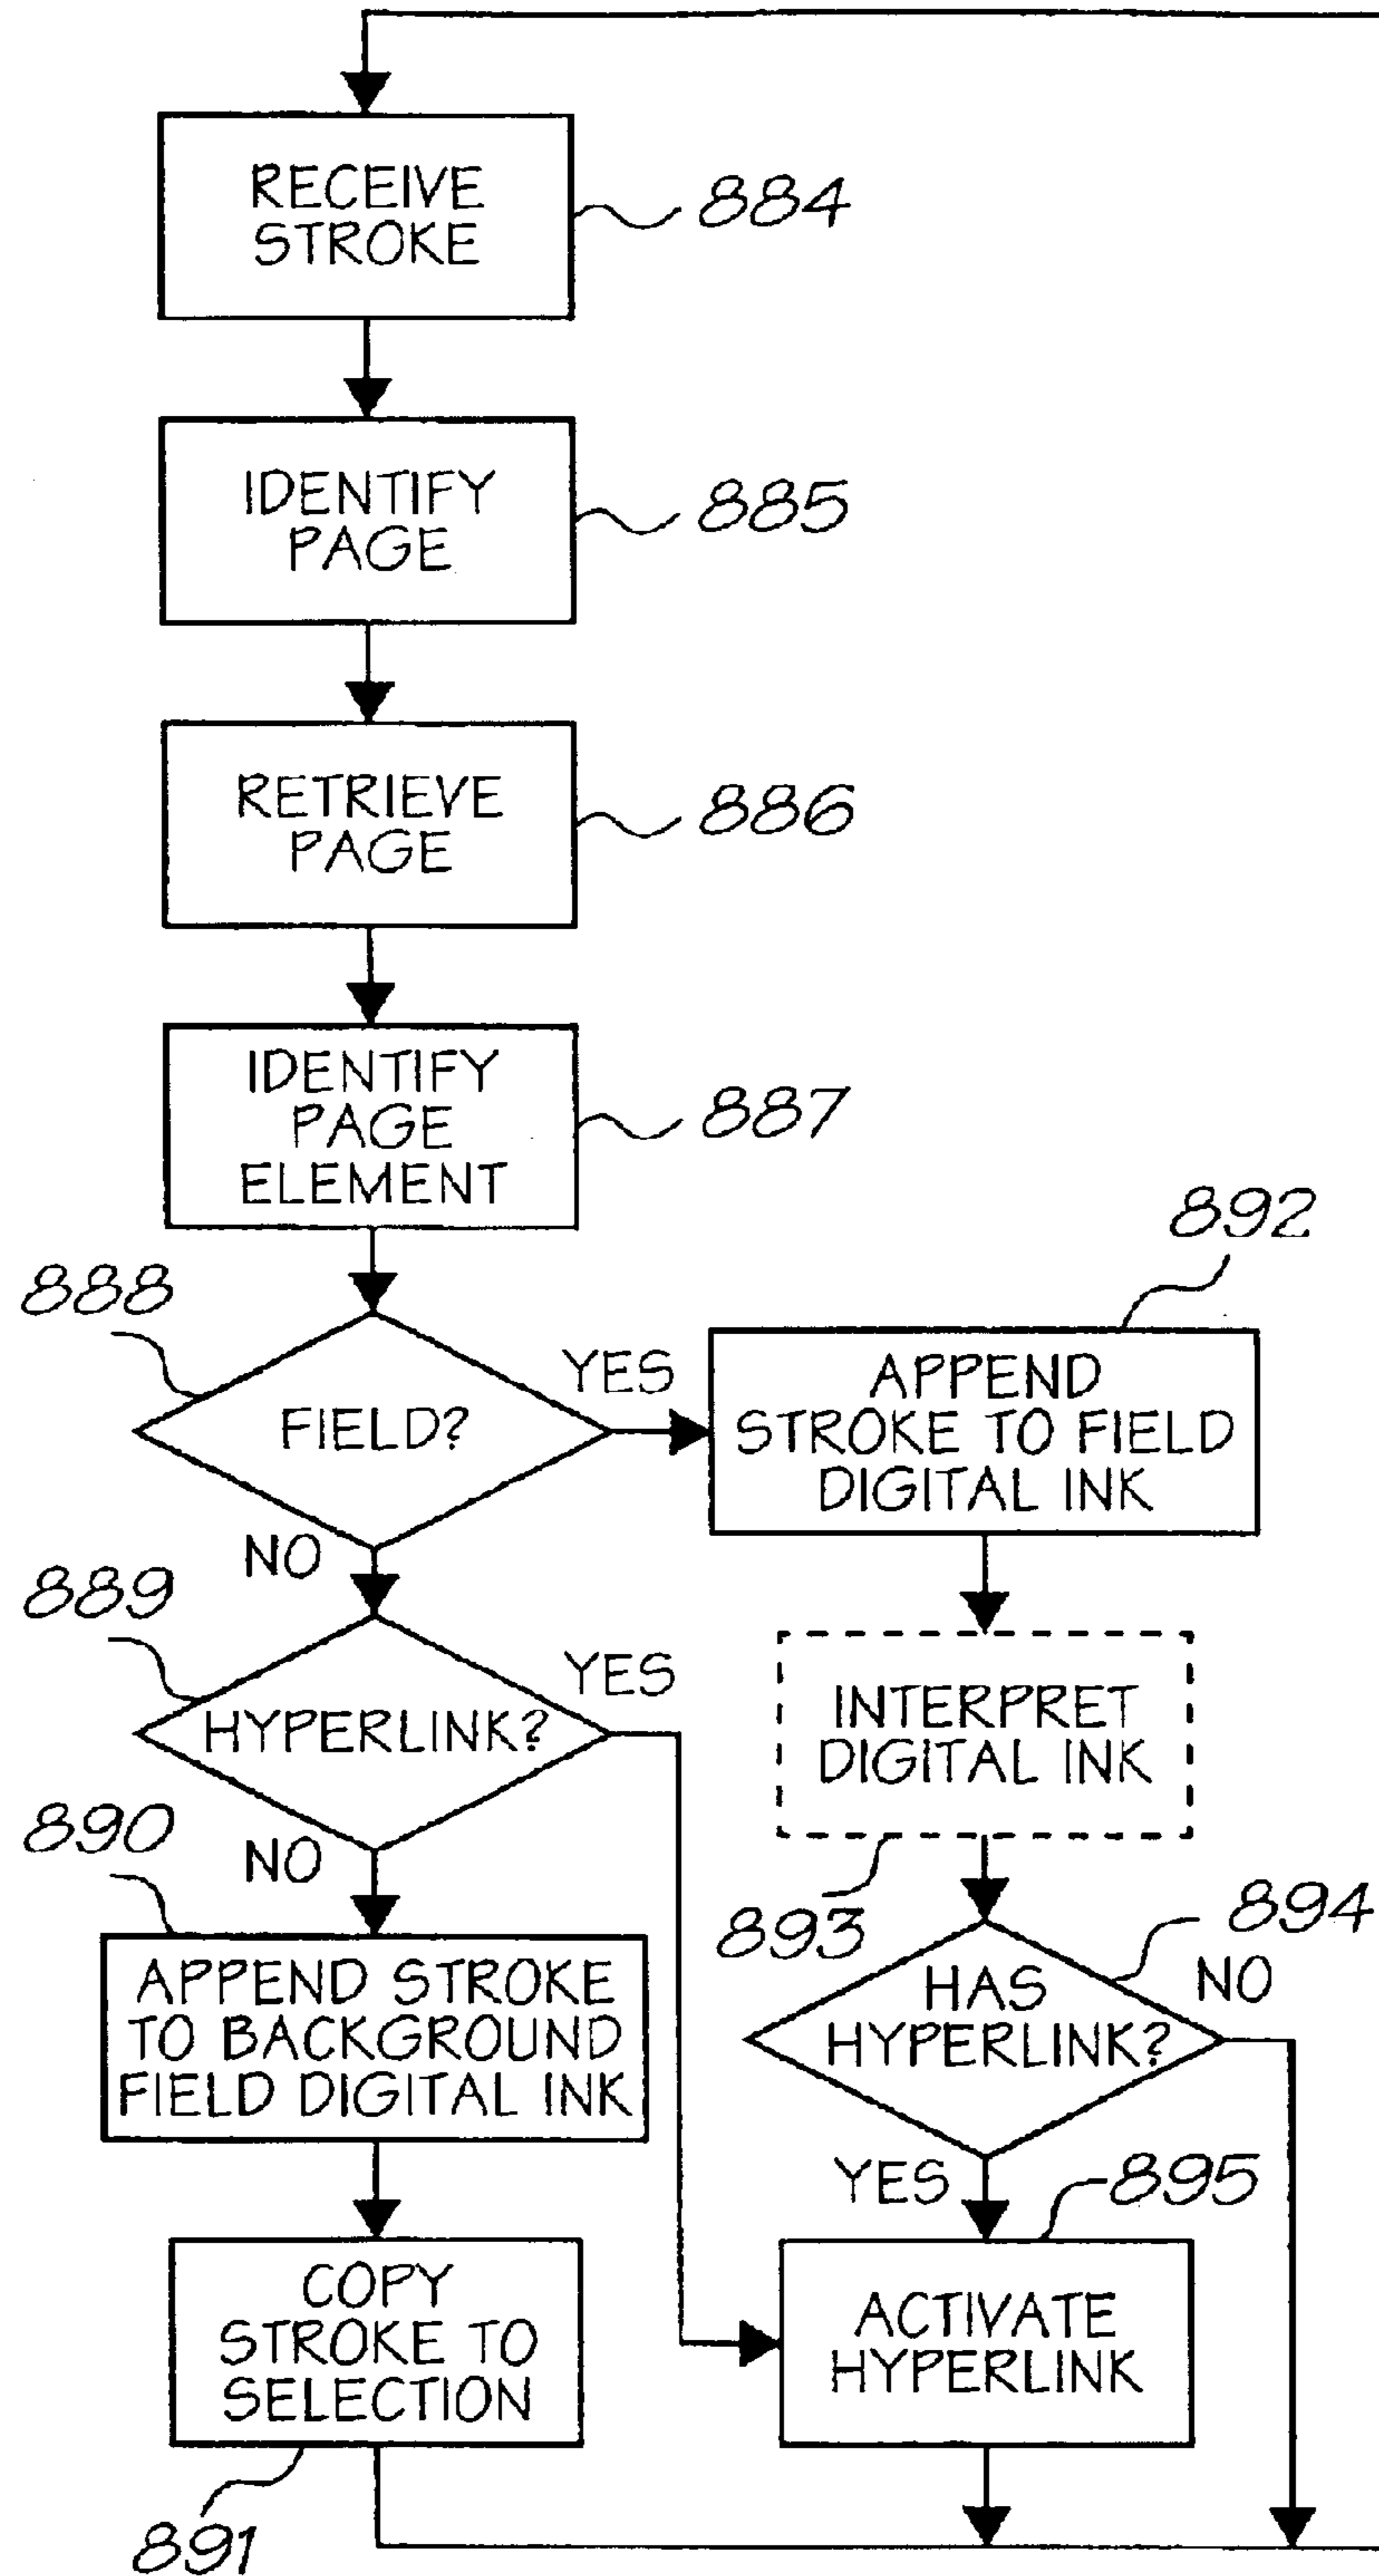 RECEIVE
STROKE
884
IDENTIFY
PAGE
885
RETRIEVE
PAGE
886
IDENTIFY
PAGE
ELEMENT
887
888
FIELD?
YES
NO
892
APPEND
STROKE TO FIELD
DIGITAL INK
889
HYPERLINK?
YES
NO
INTERPRET
DIGITAL INK
893
890
APPEND STROKE
TO BACKGROUND
FIELD DIGITAL INK
894
HAS
HYPERLINK?
NO
YES
895
COPY
STROKE TO
SELECTION
891
ACTIVATE
HYPERLINK